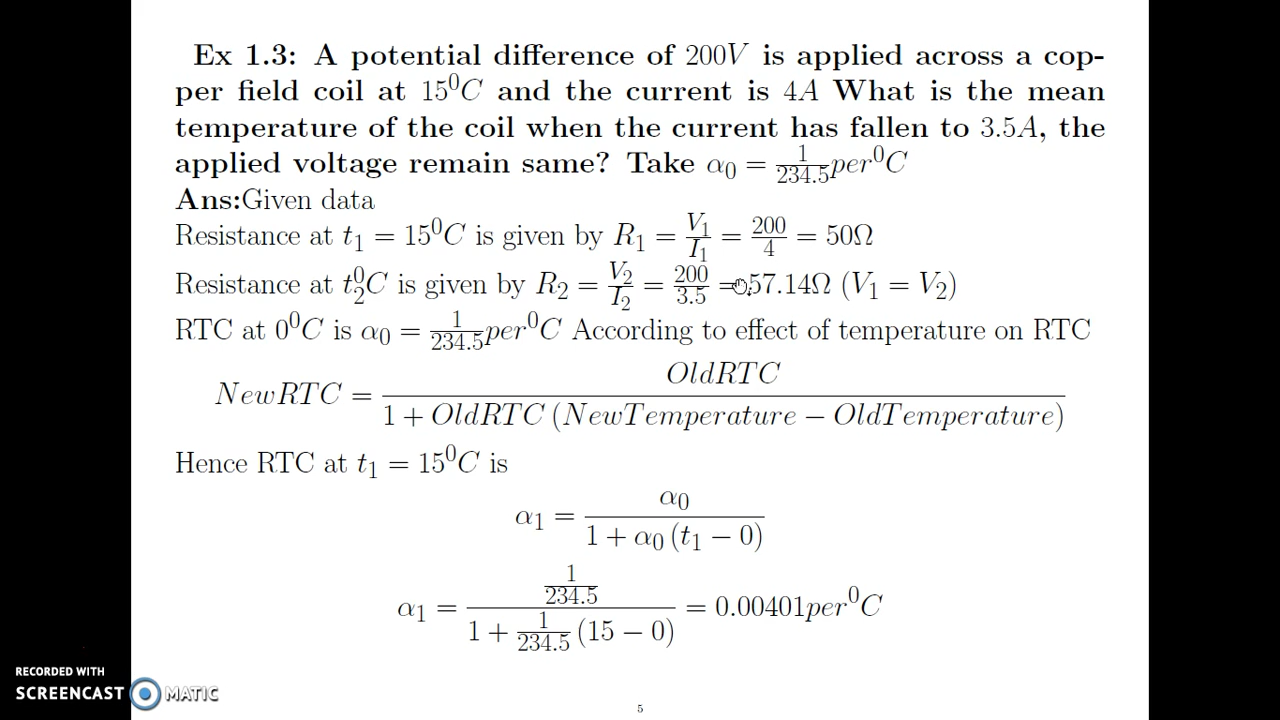 Ex 1.3: A potential difference of 200V is applied across a cop-
per field coil at 15⁰C and the current is 4A What is the mean
temperature of the coil when the current has fallen to 3.5A, the
applied voltage remain same? Take α₀ = 1/234.5 per⁰C
Ans:Given data
Resistance at t₁ = 15⁰C is given by R₁ = V₁/I₁ = 200/4 = 50Ω
Resistance at t₂⁰C is given by R₂ = V₂/I₂ = 200/3.5 = 57.14Ω (V₁ = V₂)
RTC at 0⁰C is α₀ = 1/234.5 per⁰C According to effect of temperature on RTC
NewRTC = OldRTC / 1 + OldRTC (NewTemperature − OldTemperature)
Hence RTC at t₁ = 15⁰C is
α₁ = α₀ / 1 + α₀ (t₁ − 0)
α₁ = 1/234.5 / 1 + 1/234.5 (15 − 0) = 0.00401per⁰C
RECORDED WITH
SCREENCAST MATIC
5